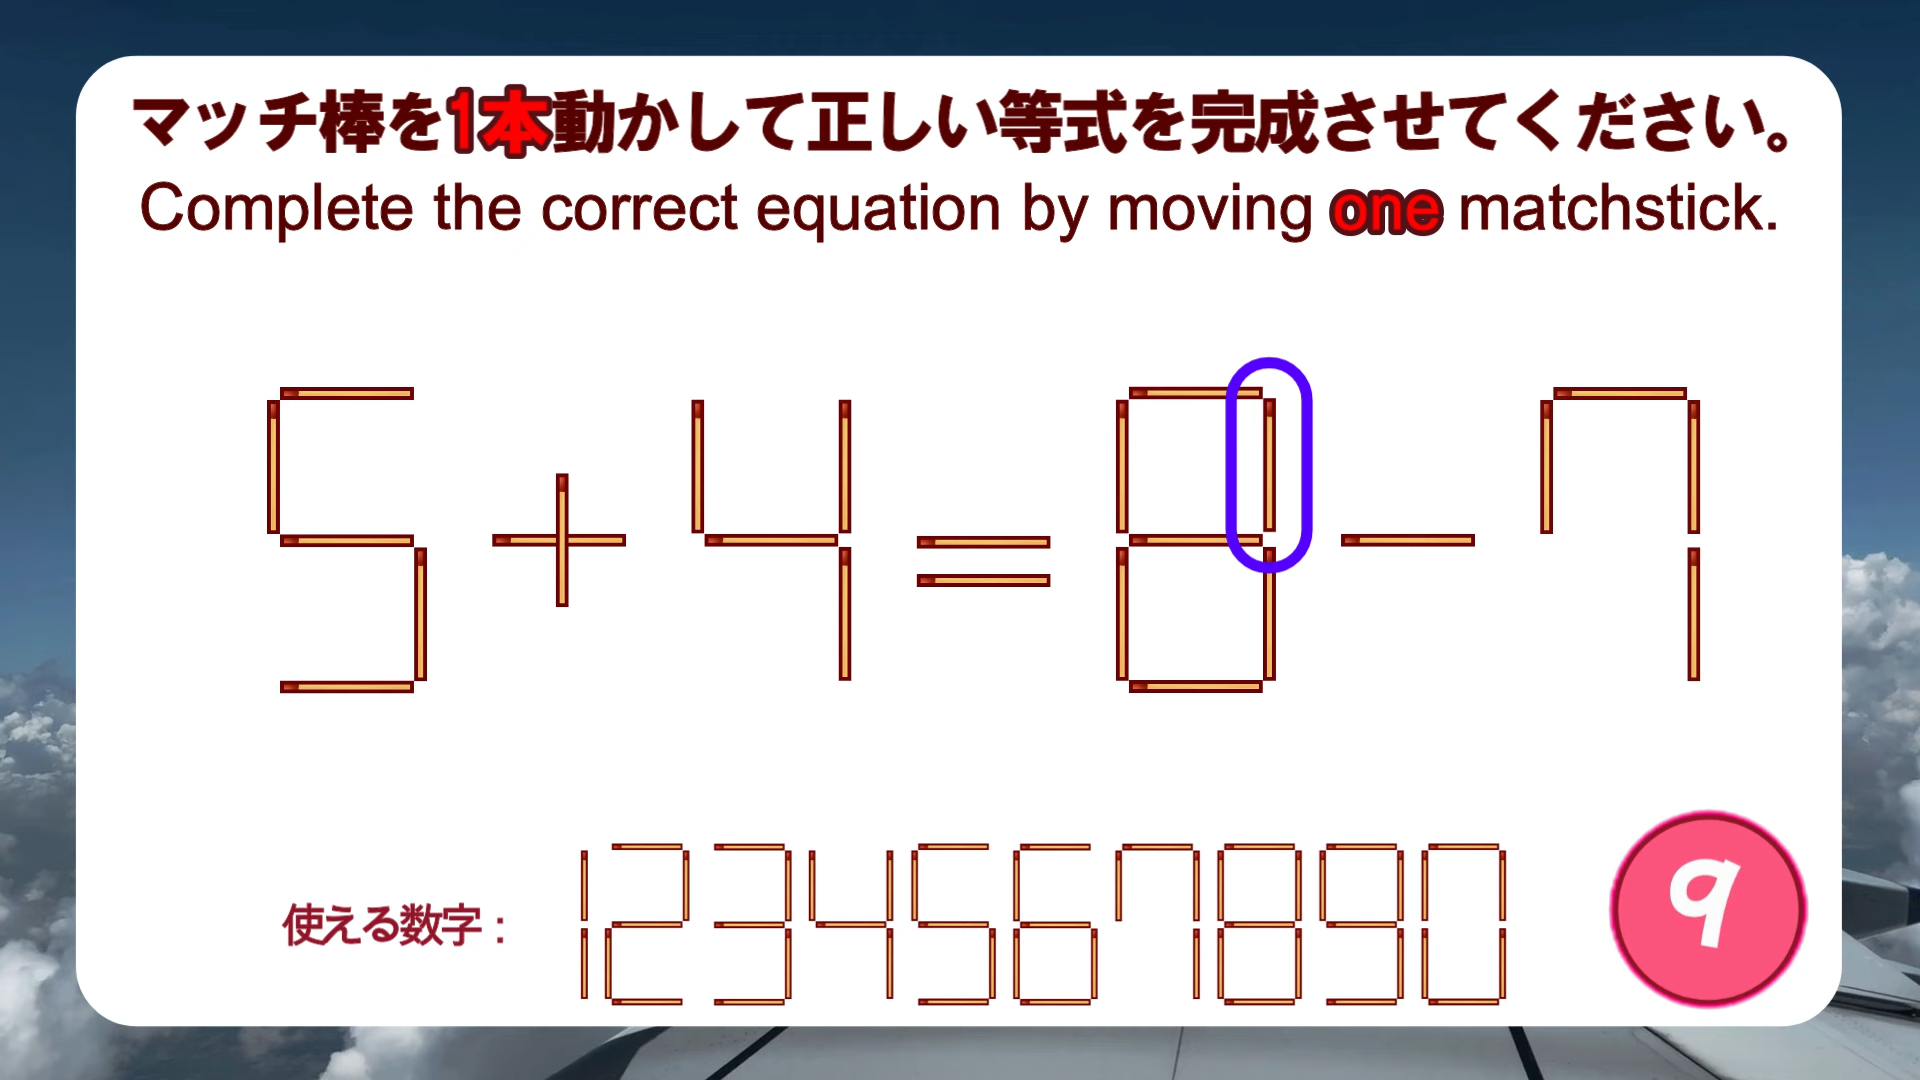 マッチ棒を1本動かして正しい等式を完成させてください。
Complete the correct equation by moving one matchstick.
5+4=8-7
使える数字：1234567890
9